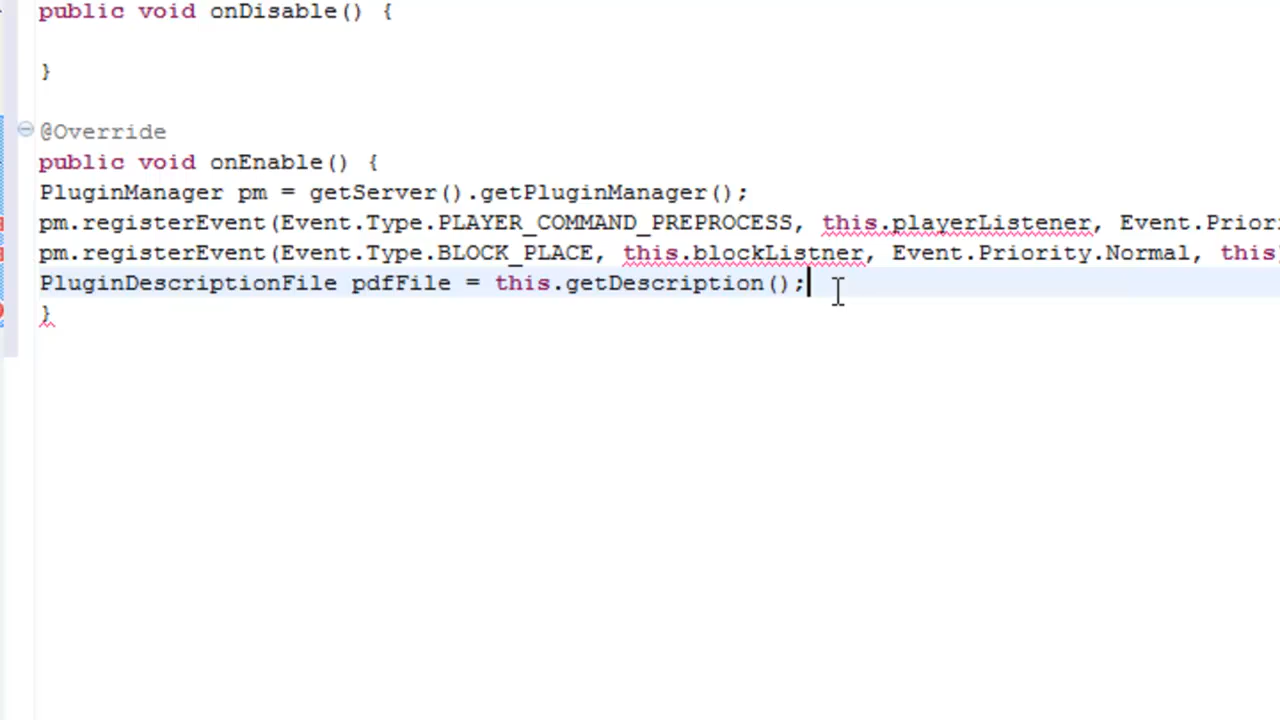 public void onDisable() {
}
@Override
public void onEnable() {
PluginManager pm = getServer().getPluginManager();
pm.registerEvent(Event.Type.PLAYER_COMMAND_PREPROCESS, this.playerListener, Event.Prior
pm.registerEvent(Event.Type.BLOCK_PLACE, this.blockListner, Event.Priority.Normal, this
PluginDescriptionFile pdfFile = this.getDescription();
}